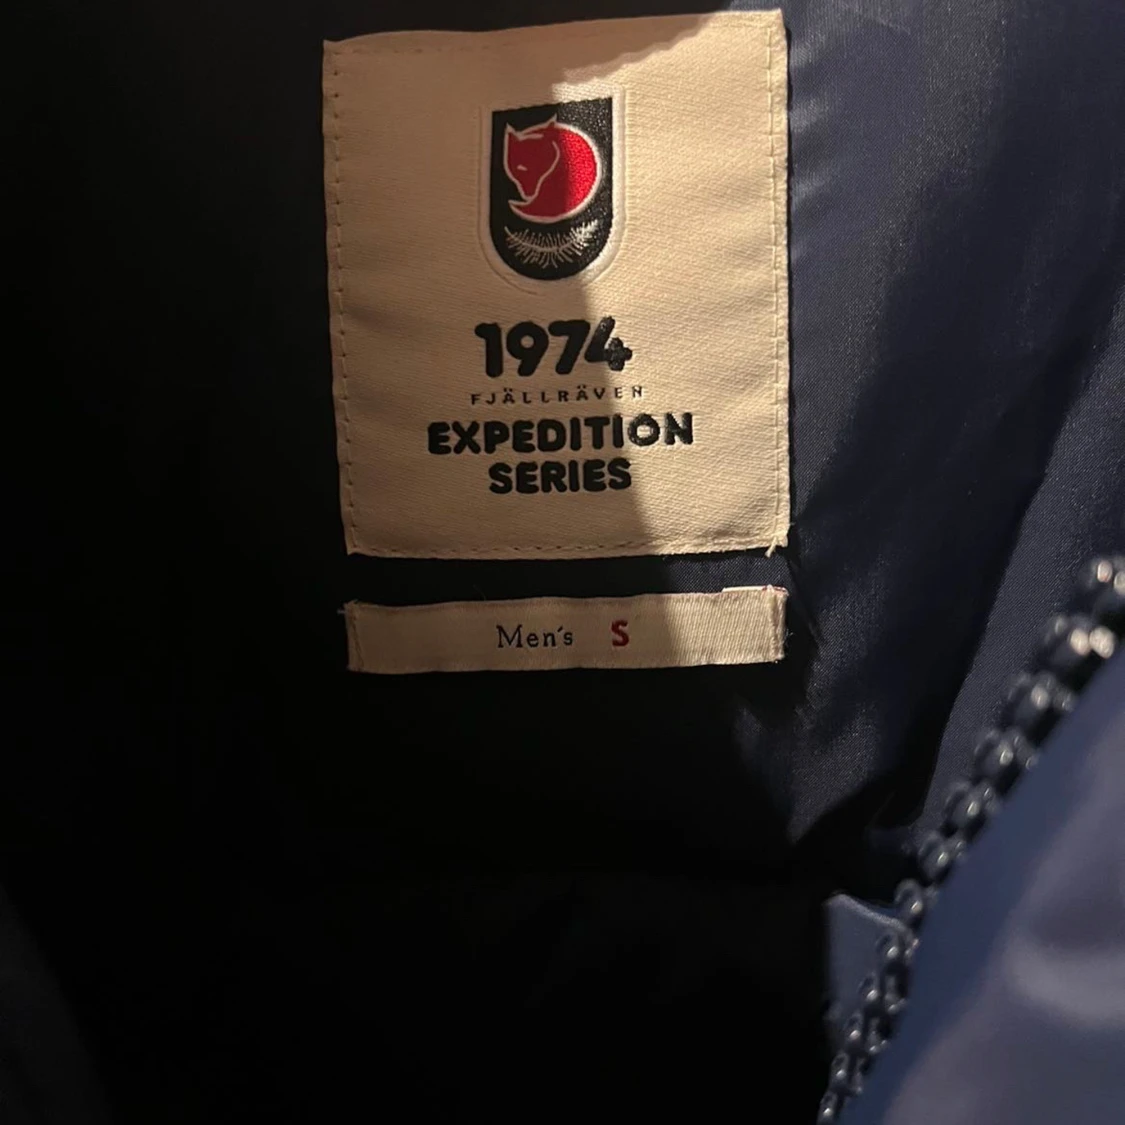 1974
FJÄLLRÄVEN
EXPEDITION
SERIES
Men's S